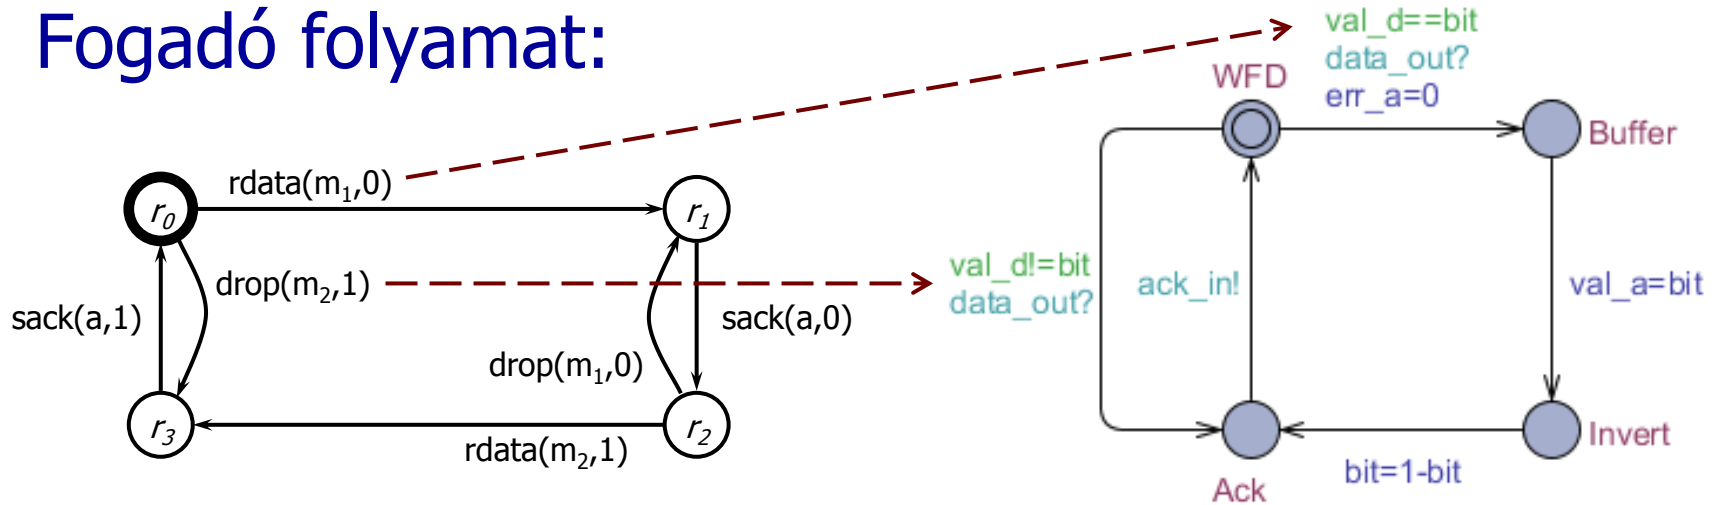 Fogadó folyamat:
rdata(m₁,0)
r₀
r₁
drop(m₂,1)
sack(a,1)
sack(a,0)
drop(m₁,0)
r₃
r₂
rdata(m₂,1)
val_d==bit
data_out?
err_a=0
WFD
Buffer
val_d!=bit
data_out?
ack_in!
val_a=bit
Invert
bit=1-bit
Ack